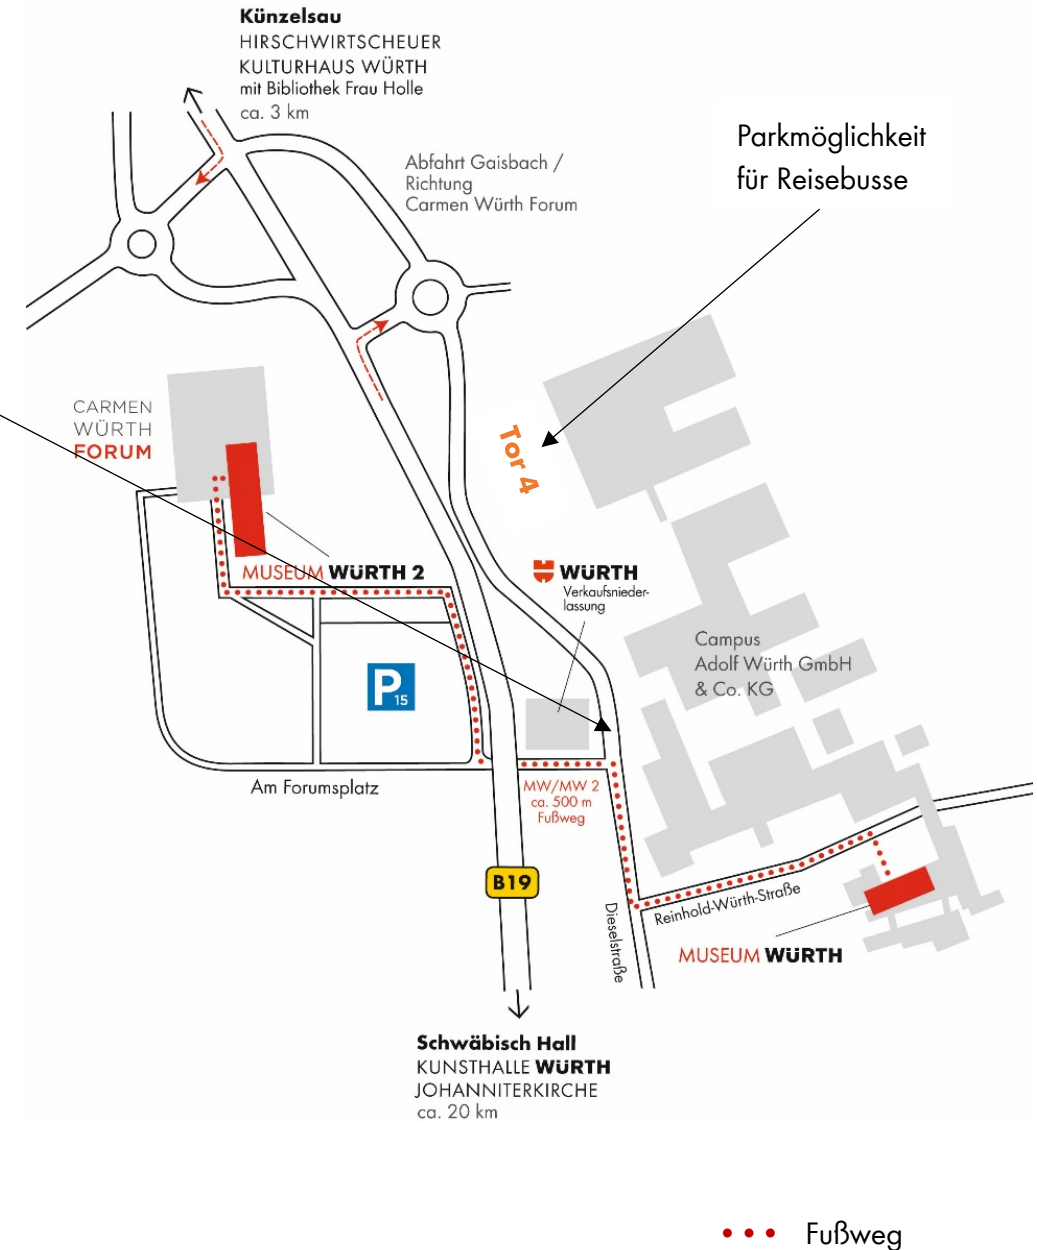 Künzelsau
HIRSCHWIRTSCHEUER
KULTURHAUS WÜRTH
mit Bibliothek Frau Holle
ca. 3 km
Parkmöglichkeit
für Reisebusse
Abfahrt Gaisbach /
Richtung
Carmen Würth Forum
CARMEN
WÜRTH
FORUM
Tor 4
MUSEUM WÜRTH 2
WÜRTH
Verkaufsnieder-
lassung
Campus
Adolf Würth GmbH
& Co. KG
P
15
Am Forumsplatz
MW/MW 2
ca. 500 m
Fußweg
B19
Dieselstraße
Reinhold-Würth-Straße
MUSEUM WÜRTH
Schwäbisch Hall
KUNSTHALLE WÜRTH
JOHANNITERKIRCHE
ca. 20 km
Fußweg